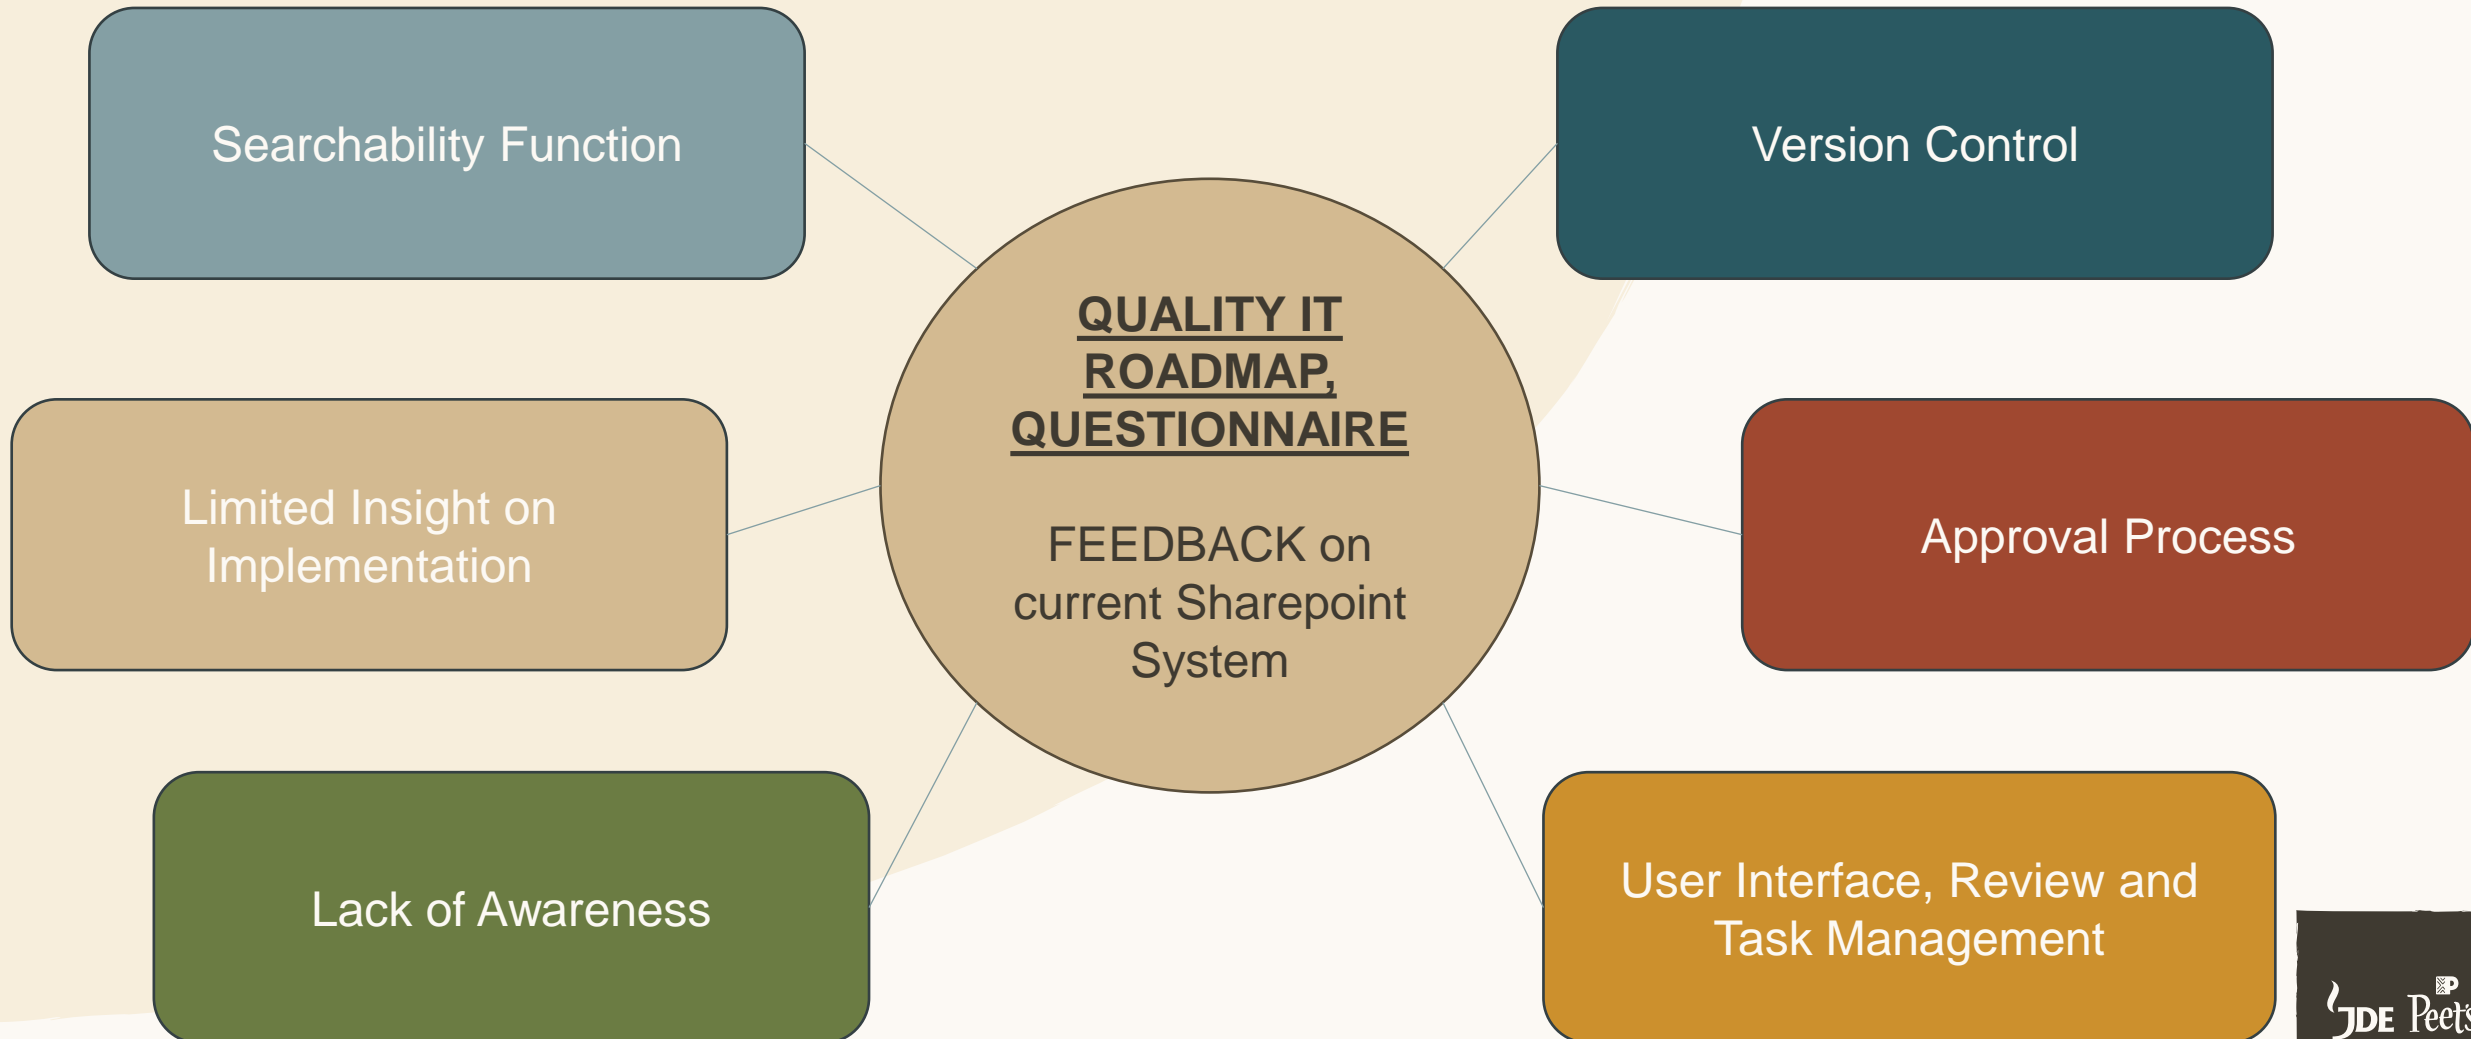 Searchability Function
Version Control
QUALITY IT
ROADMAP,
QUESTIONNAIRE
FEEDBACK on
current Sharepoint
System
Limited Insight on
Implementation
Approval Process
Lack of Awareness
User Interface, Review and
Task Management
P
JDE Peet's